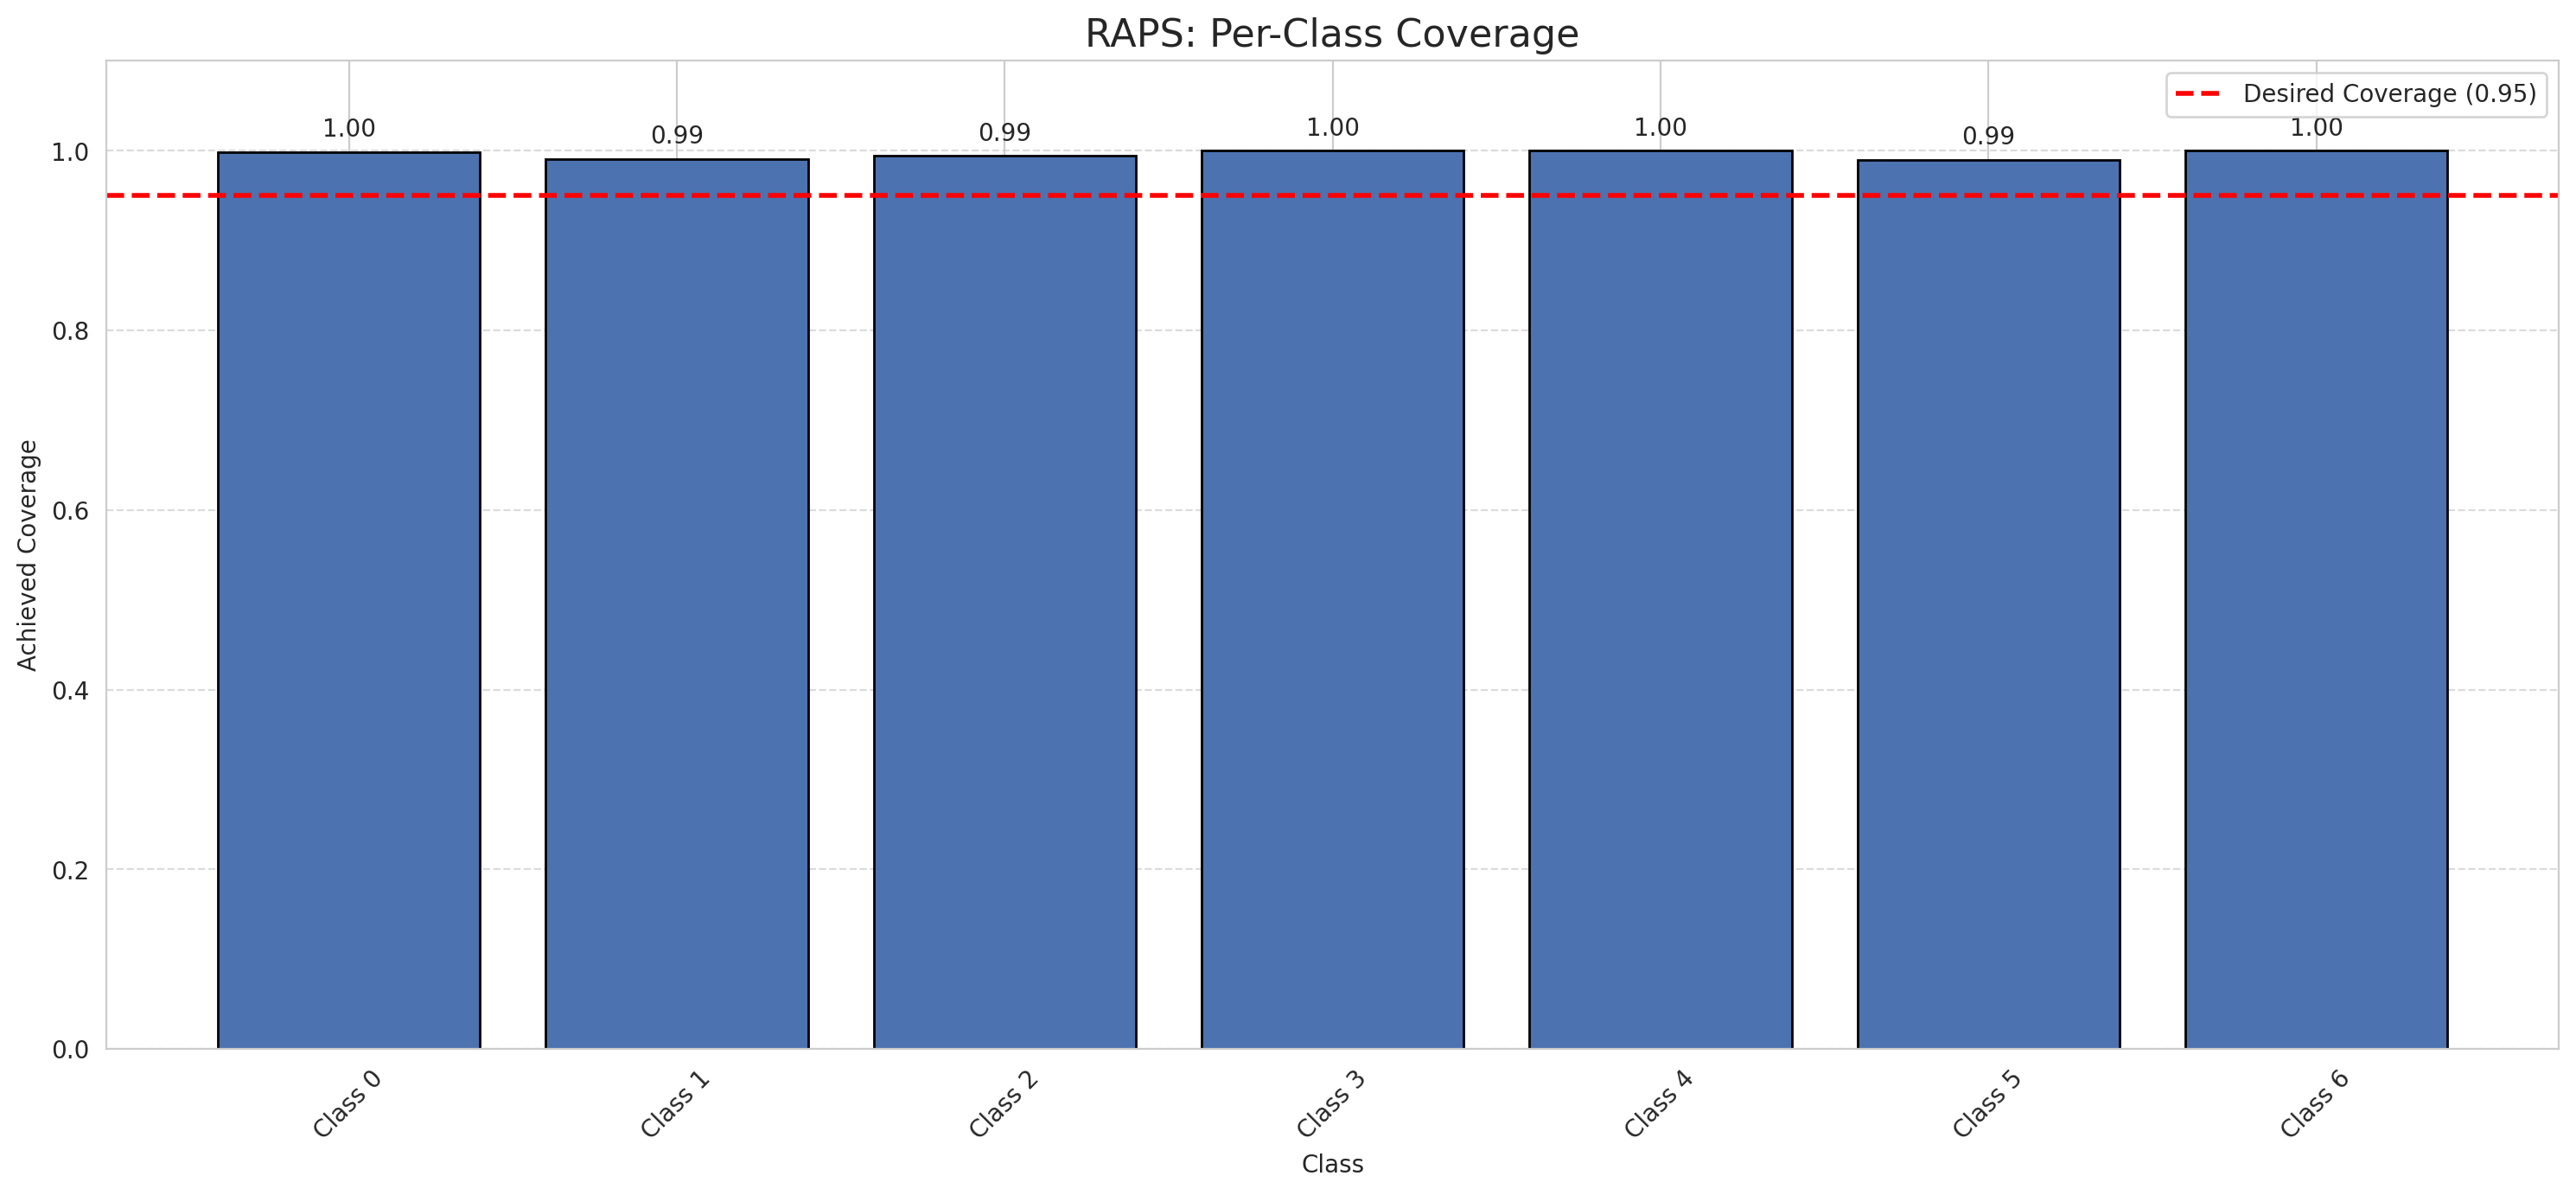 RAPS: Per-Class Coverage
Desired Coverage (0.95)
1.00
0.99
0.99
1.00
1.00
0.99
1.00
1.0
0.8
0.6
0.4
0.2
0.0
Achieved Coverage
Class 0
Class 1
Class 2
Class 3
Class 4
Class 5
Class 6
Class